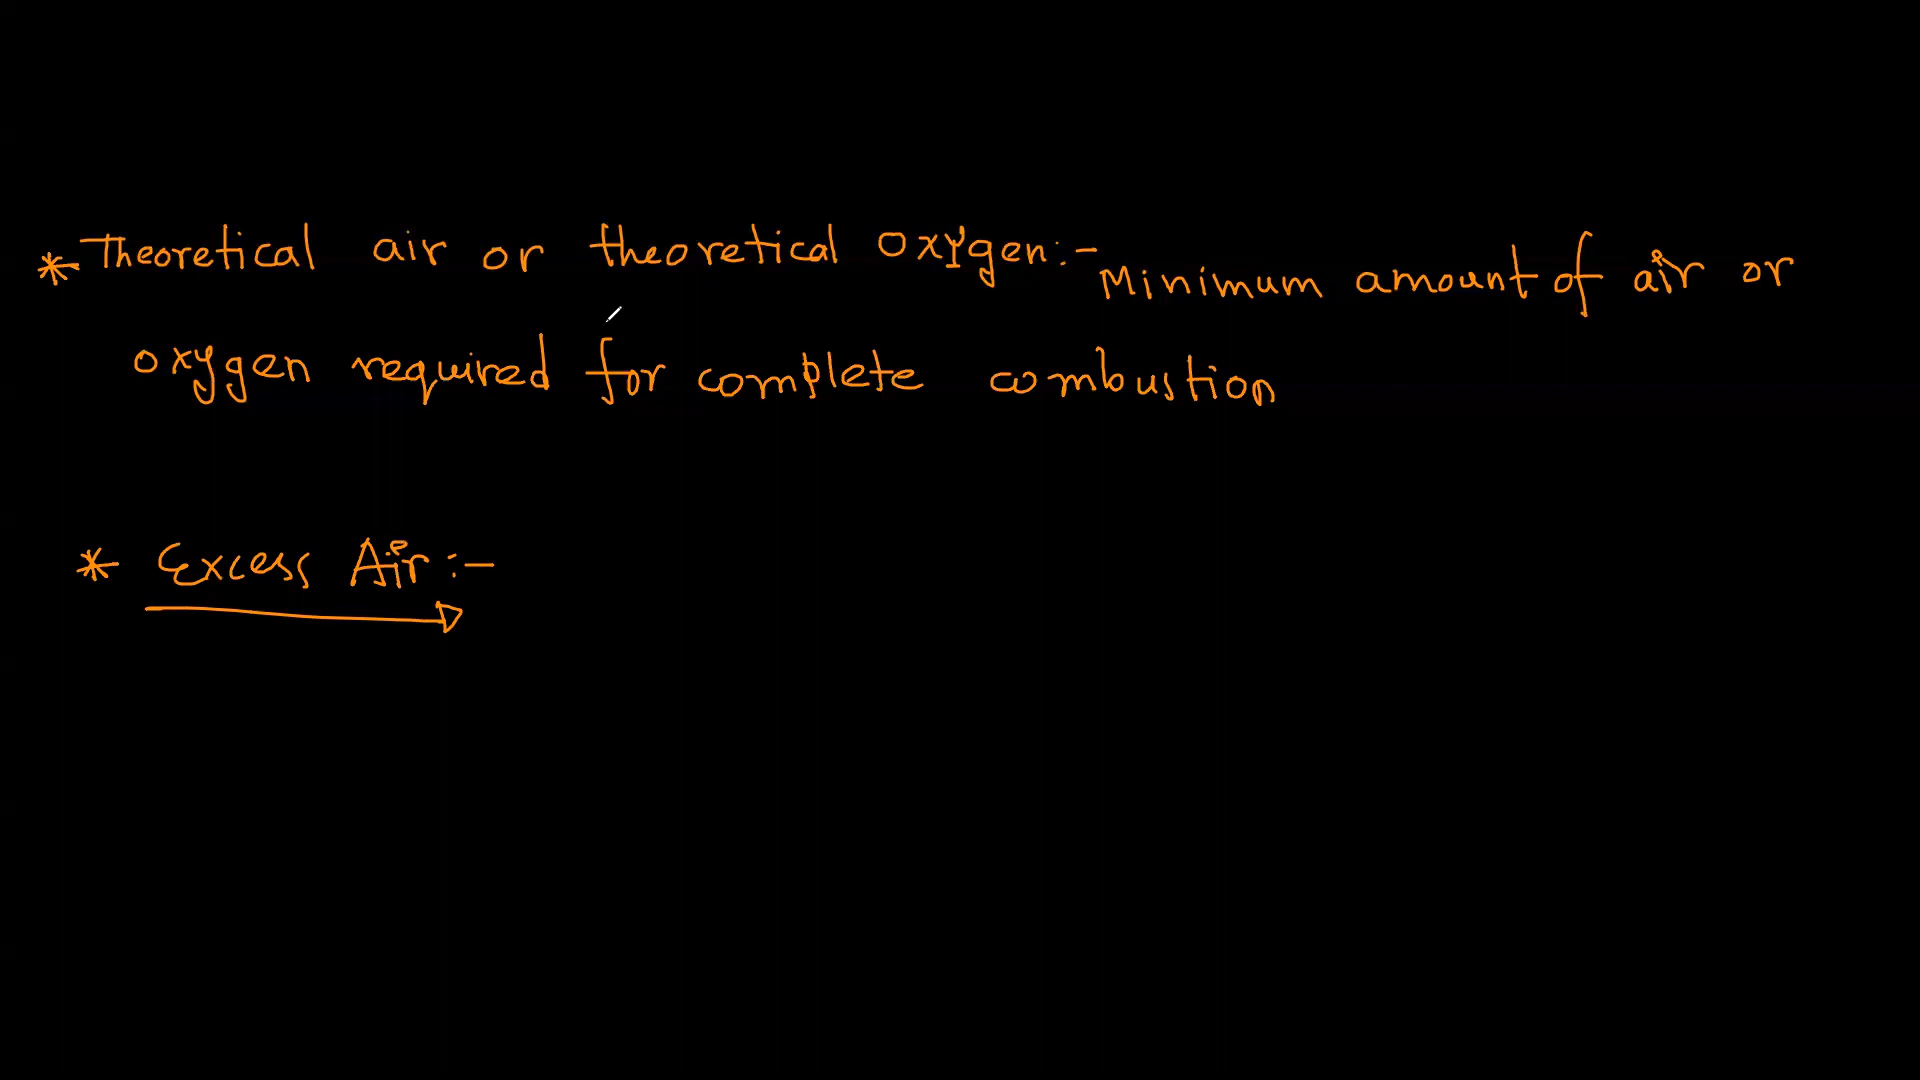 * Theoretical air or theoretical oxygen:- Minimum amount of air or
oxygen required for complete combustion
* Excess Air:-